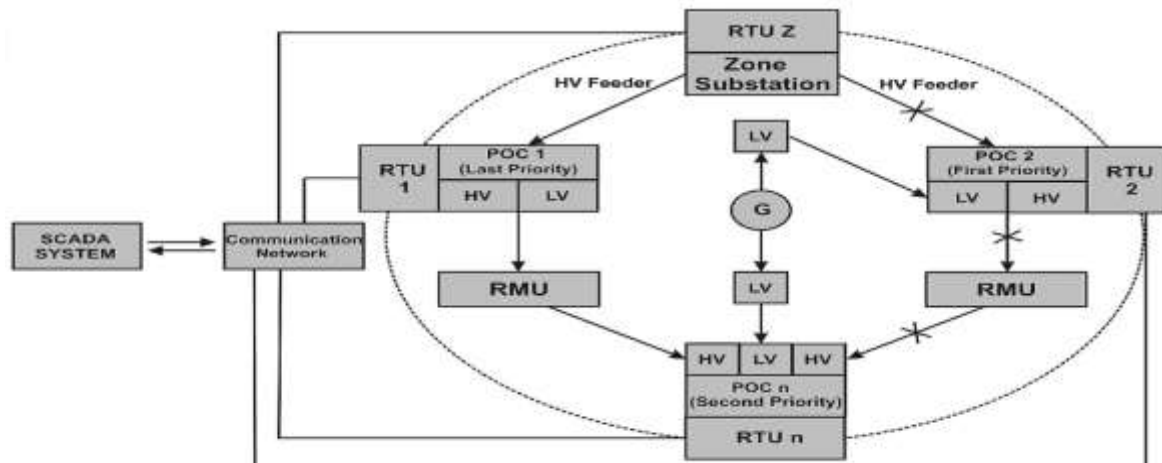 RTU Z
Zone
Substation
HV Feeder
HV Feeder
LV
RTU
1
POC 1
(Last Priority)
HV
LV
POC 2
(First Priority)
LV
HV
RTU
2
G
SCADA
SYSTEM
Communication
Network
RMU
LV
RMU
HV
LV
HV
POC n
(Second Priority)
RTU n